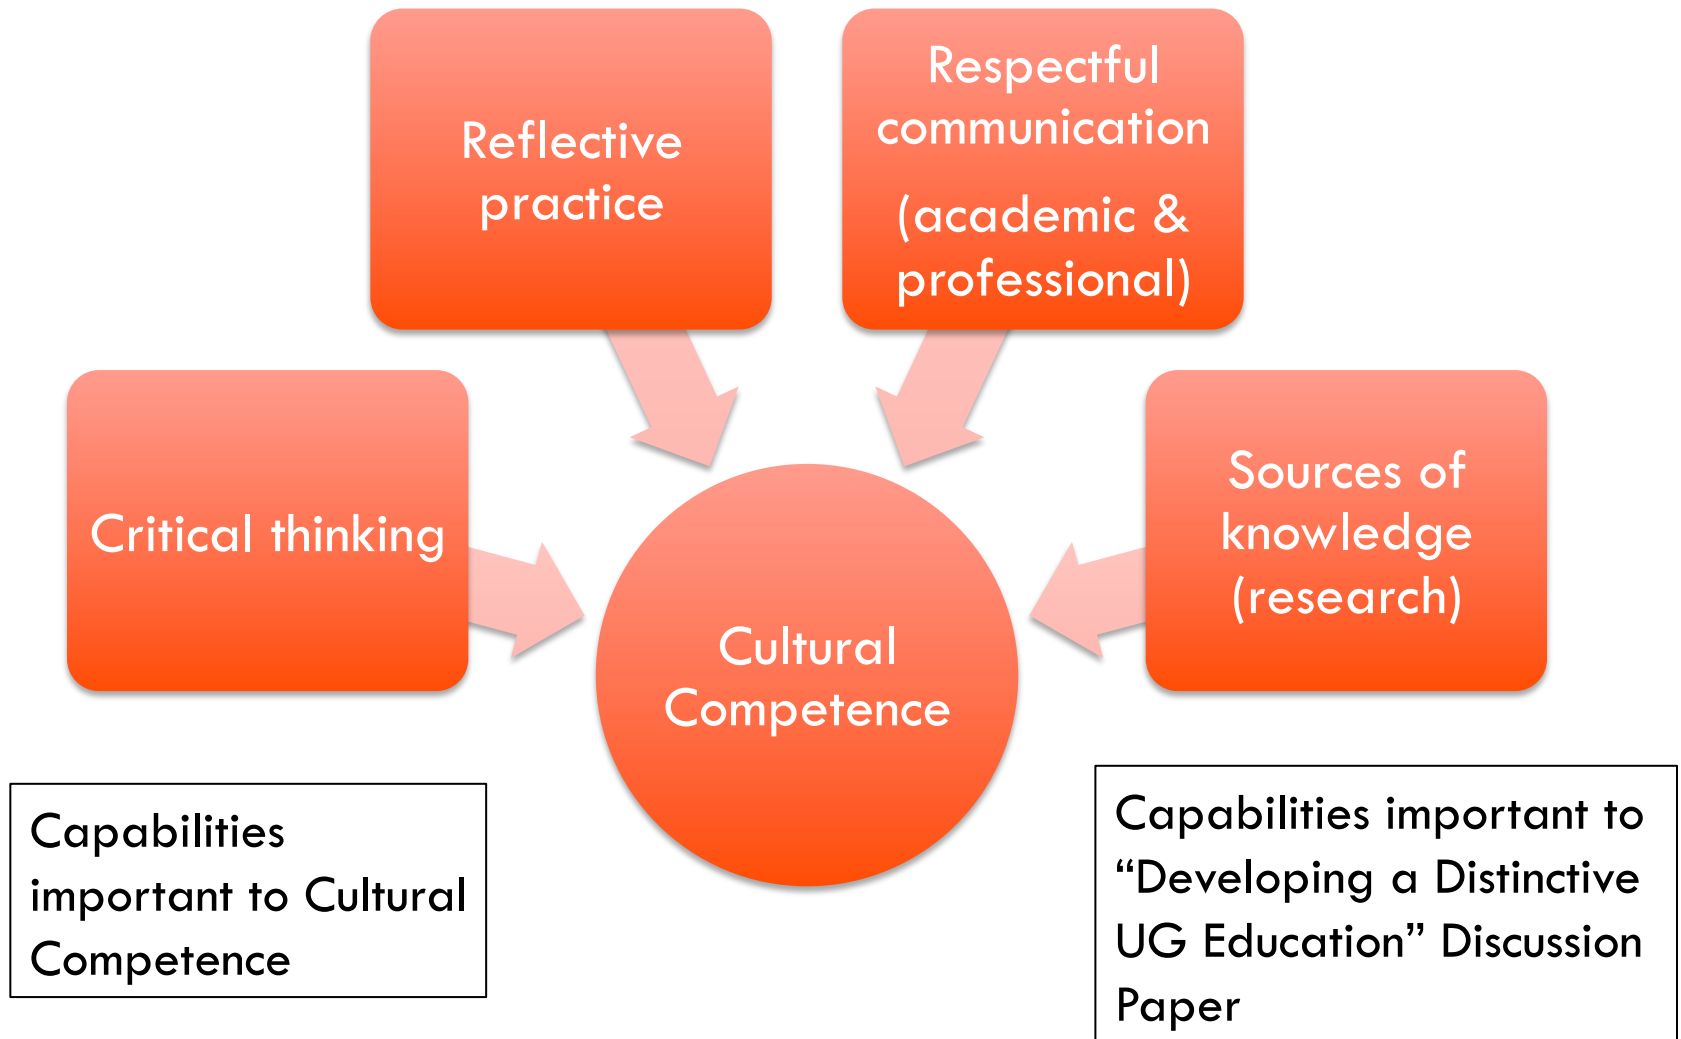 Reflective
practice
Respectful
communication
(academic &
professional)
Critical thinking
Sources of
knowledge
(research)
Cultural
Competence
Capabilities
important to Cultural
Competence
Capabilities important to
“Developing a Distinctive
UG Education” Discussion
Paper